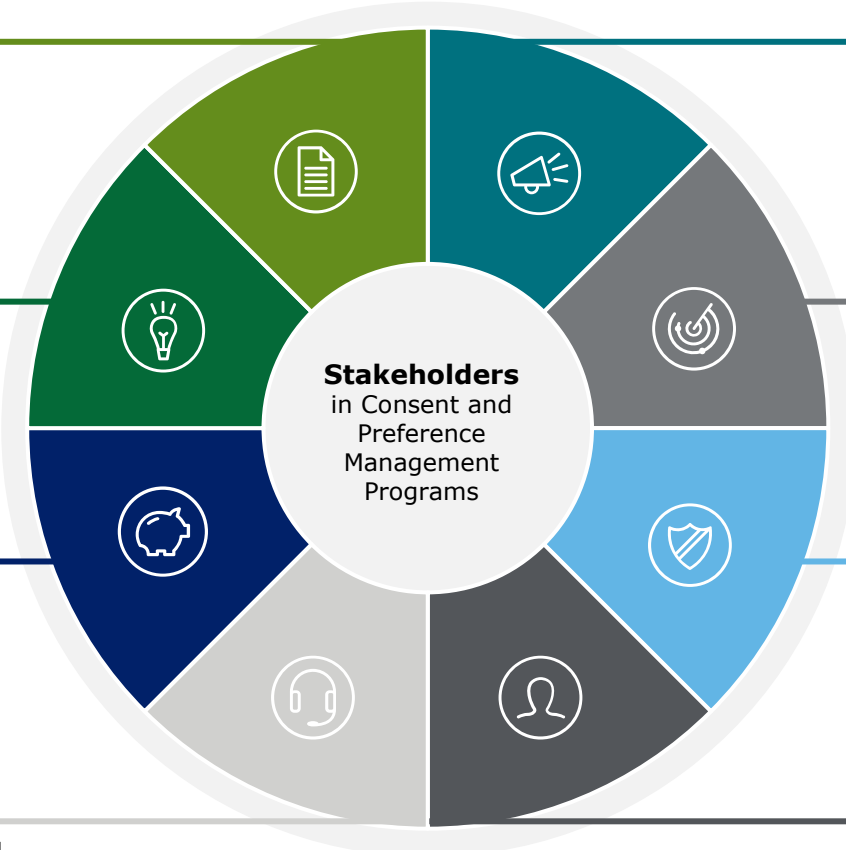 Stakeholders
in Consent and
Preference
Management
Programs